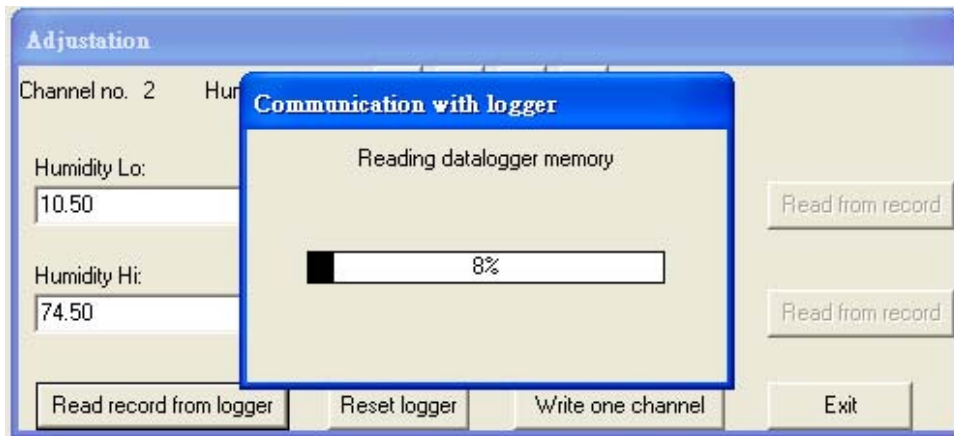 Adjustation
Channel no. 2 Hum
Communication with logger
Reading datalogger memory
Humidity Lo:
10.50
Read from record
8%
Humidity Hi:
74.50
Read from record
Read record from logger Reset logger Write one channel Exit